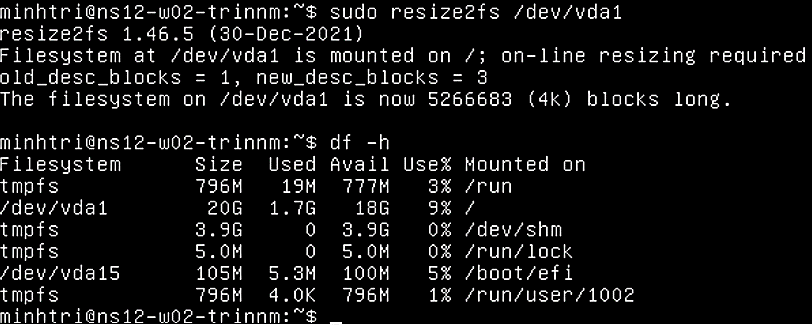 minhtri@ns12-w02-trinnm:~$ sudo resize2fs /dev/vda1
resize2fs 1.46.5 (30-Dec-2021)
Filesystem at /dev/vda1 is mounted on /; on-line resizing required
old_desc_blocks = 1, new_desc_blocks = 3
The filesystem on /dev/vda1 is now 5266683 (4k) blocks long.

minhtri@ns12-w02-trinnm:~$ df -h
Filesystem      Size  Used Avail Use% Mounted on
tmpfs           796M   19M  777M   3% /run
/dev/vda1        20G  1.7G   18G   9% /
tmpfs           3.9G     0  3.9G   0% /dev/shm
tmpfs           5.0M     0  5.0M   0% /run/lock
/dev/vda15      105M  5.3M  100M   5% /boot/efi
tmpfs           796M  4.0K  796M   1% /run/user/1002
minhtri@ns12-w02-trinnm:~$ _